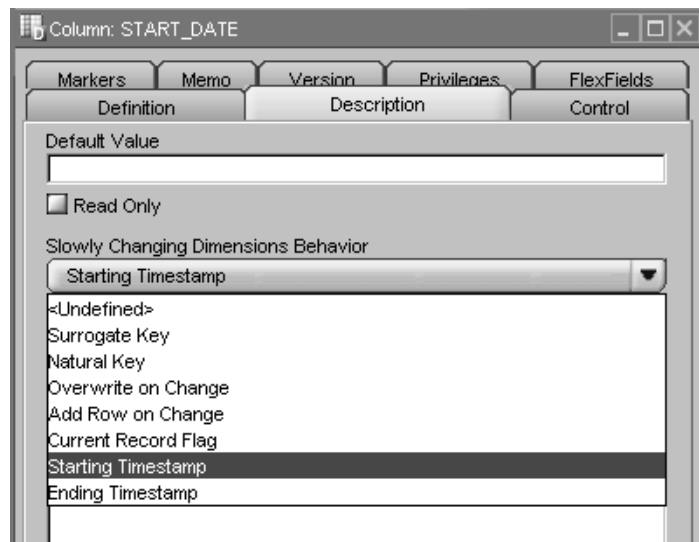 Column: START_DATE
Markers Memo Version Privileges FlexFields
Definition Description Control
Default Value
Read Only
Slowly Changing Dimensions Behavior
Starting Timestamp
<Undefined>
Surrogate Key
Natural Key
Overwrite on Change
Add Row on Change
Current Record Flag
Starting Timestamp
Ending Timestamp